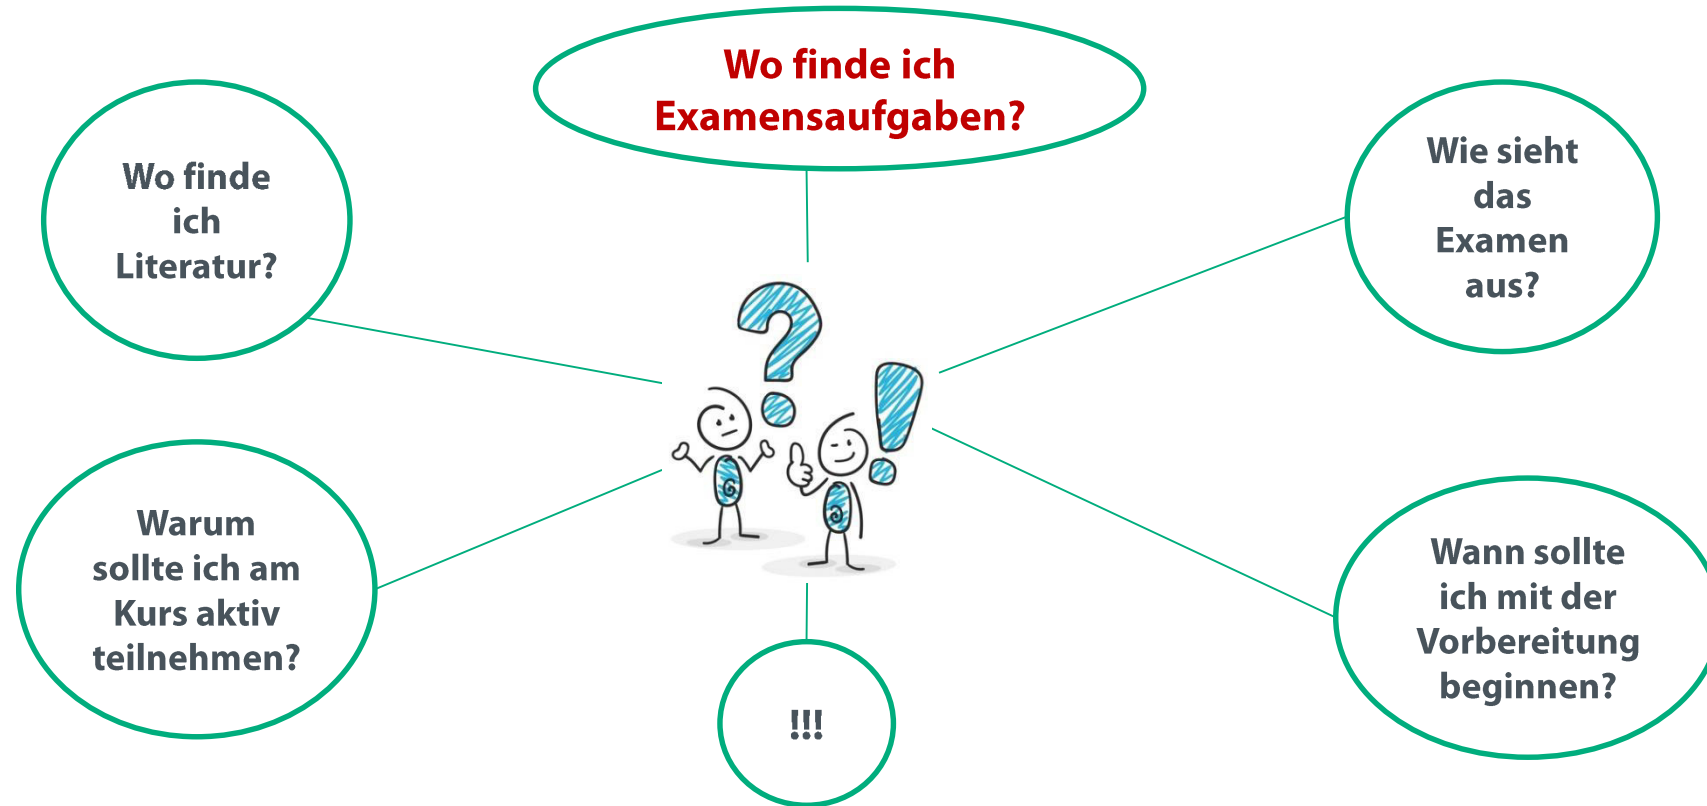 Wo finde ich
Examensaufgaben?
Wo finde
ich
Literatur?
Wie sieht
das
Examen
aus?
Warum
sollte ich am
Kurs aktiv
teilnehmen?
Wann sollte
ich mit der
Vorbereitung
beginnen?
!!!